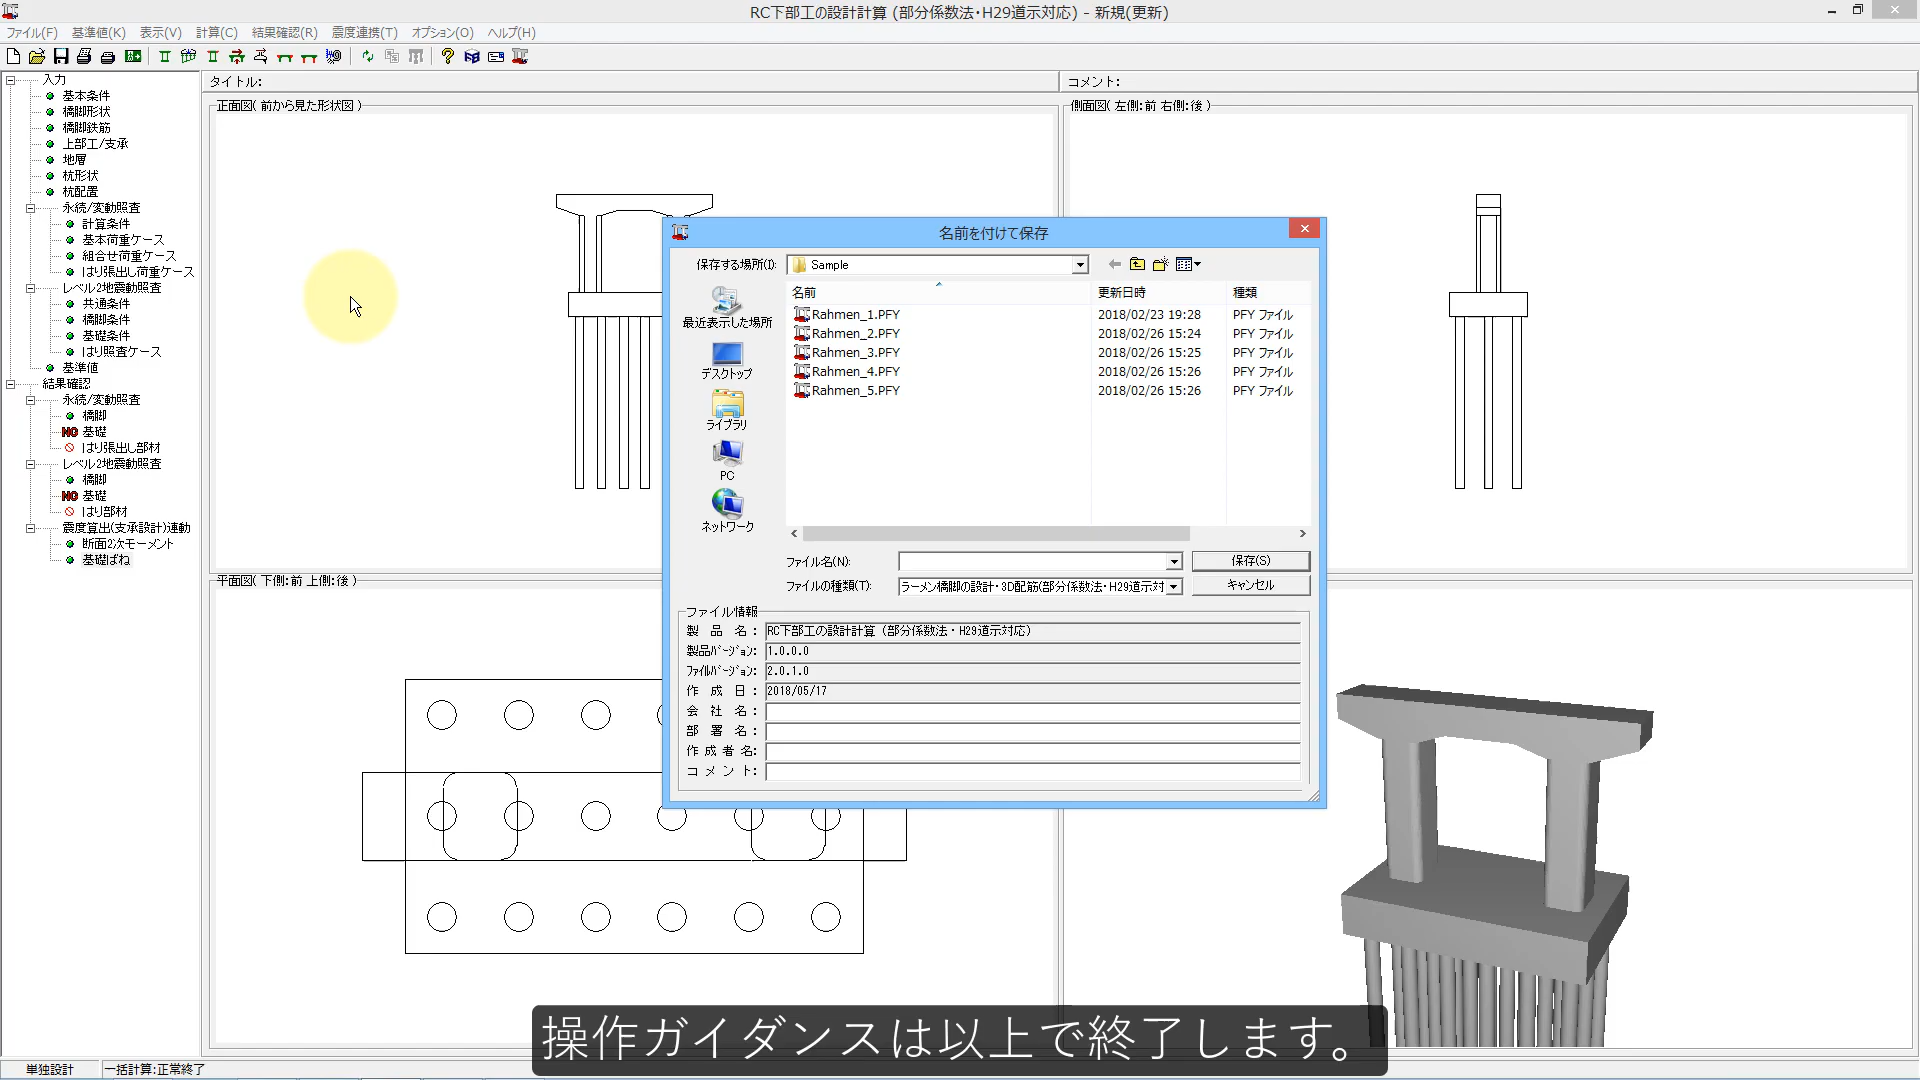 RC下部工の設計計算 (部分係数法・H29道示対応) - 新規(更新)
ファイル(F) 基準値(K) 表示(V) 計算(C) 結果確認(R) 震度連携(T) オプション(O) ヘルプ(H)
入力
基本条件
橋脚形状
橋脚鉄筋
上部工/支承
地層
杭形状
杭配置
永続/変動照査
計算条件
基本荷重ケース
組合せ荷重ケース
はり張出し荷重ケース
レベル2地震動照査
共通条件
橋脚条件
基礎条件
はり照査ケース
基準値
結果確認
永続/変動照査
橋脚
NG 基礎
はり張出し部材
レベル2地震動照査
橋脚
NG 基礎
はり部材
震度算出(支承設計)連動
断面2次モーメント
基礎ばね
タイトル:
コメント:
正面図( 前から見た形状図 )
側面図( 左側:前 右側:後 )
平面図( 下側:前 上側:後 )
名前を付けて保存
保存する場所(I): Sample
最近表示した場所
デスクトップ
ライブラリ
PC
ネットワーク
名前 更新日時 種類
Rahmen_1.PFY 2018/02/23 19:28 PFY ファイル
Rahmen_2.PFY 2018/02/26 15:24 PFY ファイル
Rahmen_3.PFY 2018/02/26 15:25 PFY ファイル
Rahmen_4.PFY 2018/02/26 15:26 PFY ファイル
Rahmen_5.PFY 2018/02/26 15:26 PFY ファイル
ファイル名(N): 保存(S)
ファイルの種類(T): ラーメン橋脚の設計・3D配筋(部分係数法・H29道示対 キャンセル
ファイル情報
製 品 名: RC下部工の設計計算 (部分係数法・H29道示対応)
製品バージョン: 1.0.0.0
ファイルバージョン: 2.0.1.0
作 成 日: 2018/05/17
会 社 名:
部 署 名:
作 成 者 名:
コ メ ン ト:
操作ガイダンスは以上で終了します。
単独設計 一括計算:正常終了